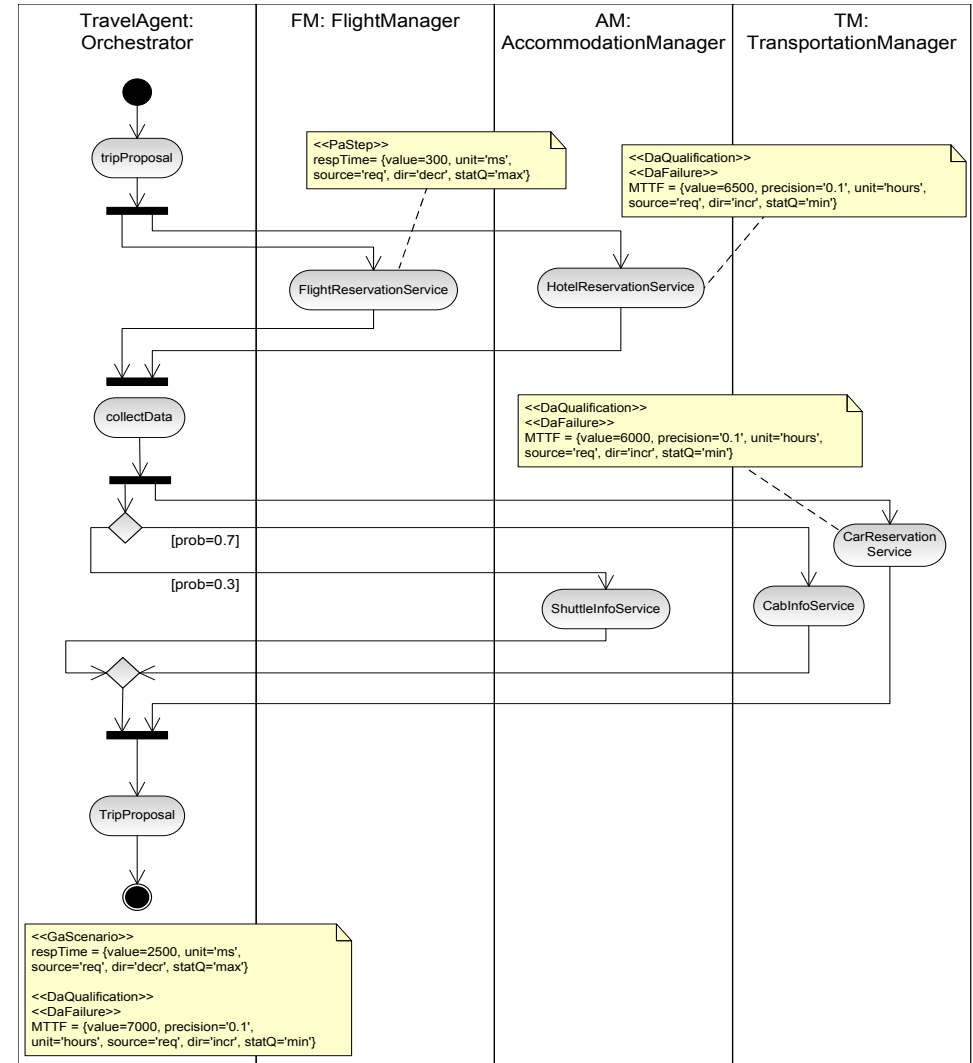 TravelAgent:
Orchestrator
FM: FlightManager
AM:
AccommodationManager
TM:
TransportationManager
tripProposal
<<PaStep>>
respTime= {value=300, unit='ms',
source='req', dir='decr', statQ='max'}
<<DaQualification>>
<<DaFailure>>
MTTF = {value=6500, precision='0.1', unit='hours',
source='req', dir='incr', statQ='min'}
FlightReservationService
HotelReservationService
collectData
<<DaQualification>>
<<DaFailure>>
MTTF = {value=6000, precision='0.1', unit='hours',
source='req', dir='incr', statQ='min'}
[prob=0.7]
CarReservation
Service
[prob=0.3]
ShuttleInfoService
CabInfoService
TripProposal
<<GaScenario>>
respTime = {value=2500, unit='ms',
source='req', dir='decr', statQ='max'}
<<DaQualification>>
<<DaFailure>>
MTTF = {value=7000, precision='0.1',
unit='hours', source='req', dir='incr', statQ='min'}